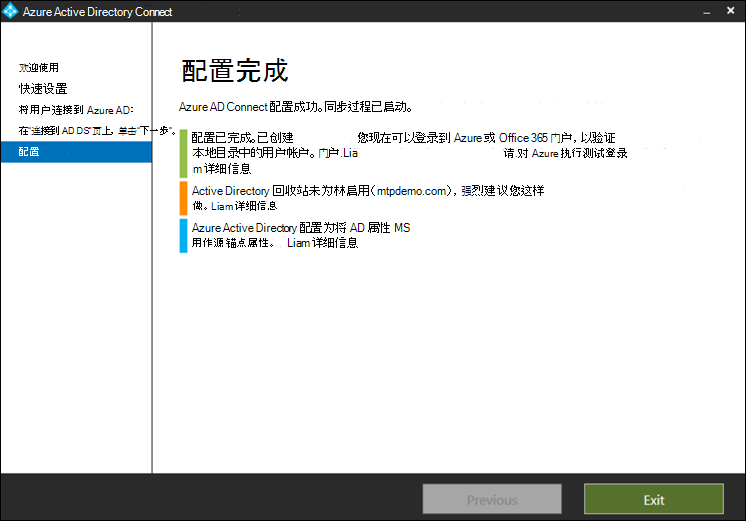 Azure Active Directory Connect
欢迎使用
快速设置
将用户连接到 Azure AD:
在"连接到 AD DS"页上，单击"下一步"。
配置
配置完成
Azure AD Connect 配置成功。同步过程已启动。
配置已完成。已创建 您现在可以登录到 Azure 或 Office 365 门户，以验证
本地目录中的用户帐户。门户.Lia 请.对 Azure 执行测试登录
m 详细信息
Active Directory 回收站未为林启用（mtpdemo.com），强烈建议您这样
做。Liam 详细信息
Azure Active Directory 配置为将 AD 属性 MS
用作源锚点属性。 Liam 详细信息
Previous
Exit